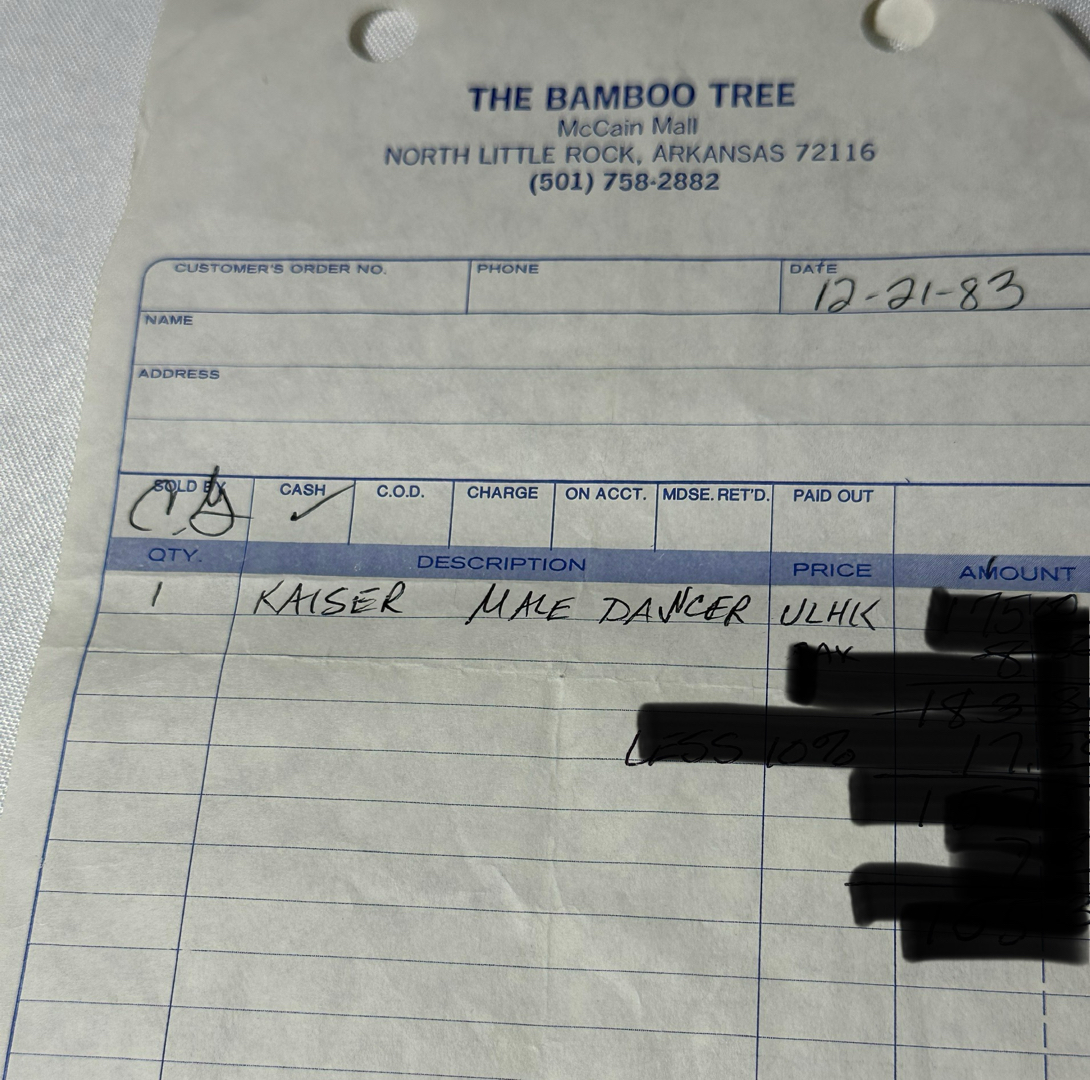 THE BAMBOO TREE
McCain Mall
NORTH LITTLE ROCK, ARKANSAS 72116
(501) 758-2882
CUSTOMER'S ORDER NO. PHONE DATE
12-21-83
NAME
ADDRESS
SOLD BY CASH C.O.D. CHARGE ON ACCT. MDSE. RET'D. PAID OUT
✓
QTY. DESCRIPTION PRICE AMOUNT
1 KAISER MALE DANCER ULHK
LESS 10%